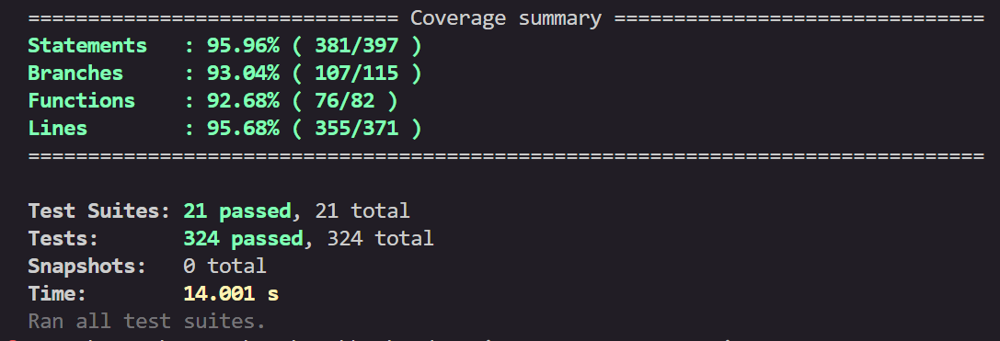 =============================== Coverage summary ===============================
Statements   : 95.96% ( 381/397 )
Branches     : 93.04% ( 107/115 )
Functions    : 92.68% ( 76/82 )
Lines        : 95.68% ( 355/371 )
================================================================================
Test Suites: 21 passed, 21 total
Tests:       324 passed, 324 total
Snapshots:   0 total
Time:        14.001 s
Ran all test suites.